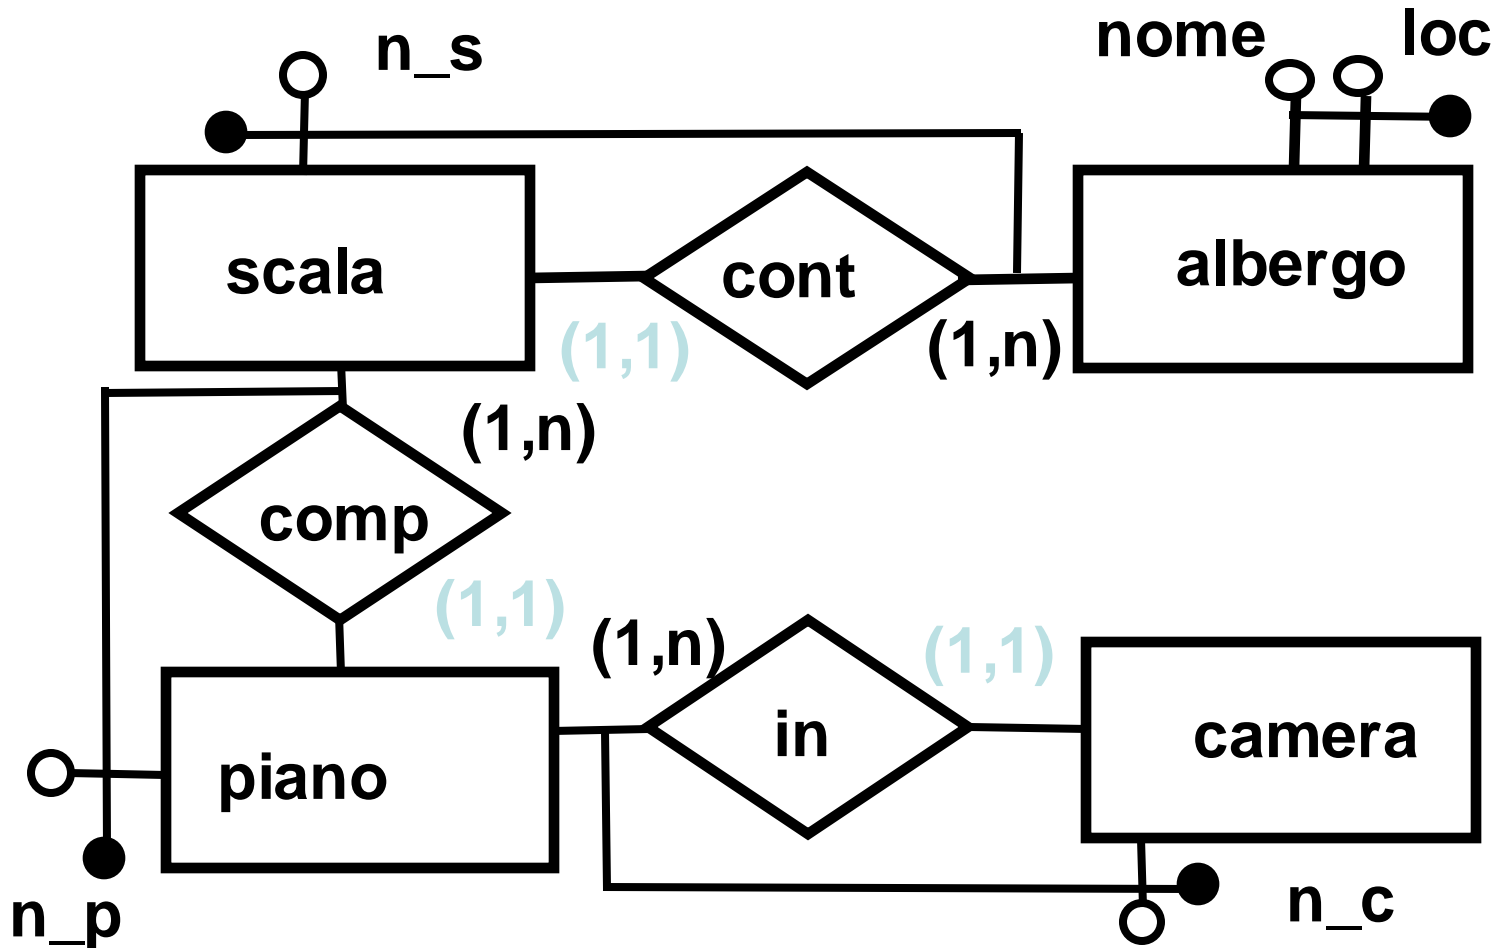 n_s
nome
loc
scala
cont
albergo
(1,1)
(1,n)
(1,n)
comp
(1,1)
(1,n)
(1,1)
piano
in
camera
n_p
n_c